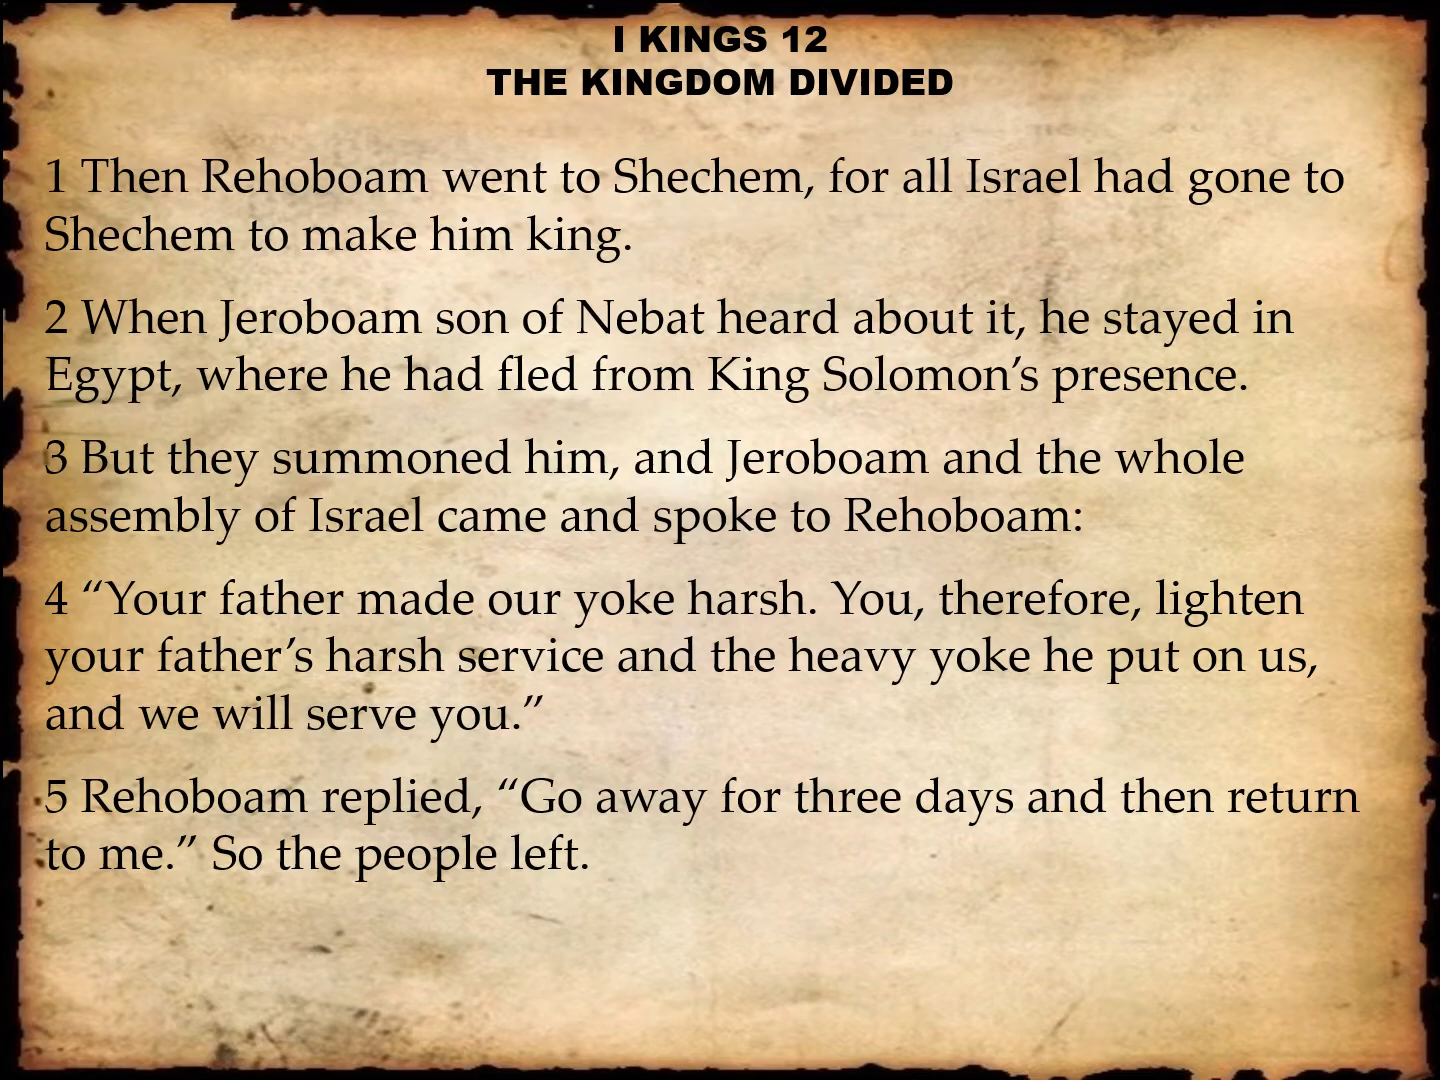 I KINGS 12
THE KINGDOM DIVIDED
1 Then Rehoboam went to Shechem, for all Israel had gone to
Shechem to make him king.
2 When Jeroboam son of Nebat heard about it, he stayed in
Egypt, where he had fled from King Solomon’s presence.
3 But they summoned him, and Jeroboam and the whole
assembly of Israel came and spoke to Rehoboam:
4 “Your father made our yoke harsh. You, therefore, lighten
your father’s harsh service and the heavy yoke he put on us,
and we will serve you.”
5 Rehoboam replied, “Go away for three days and then return
to me.” So the people left.